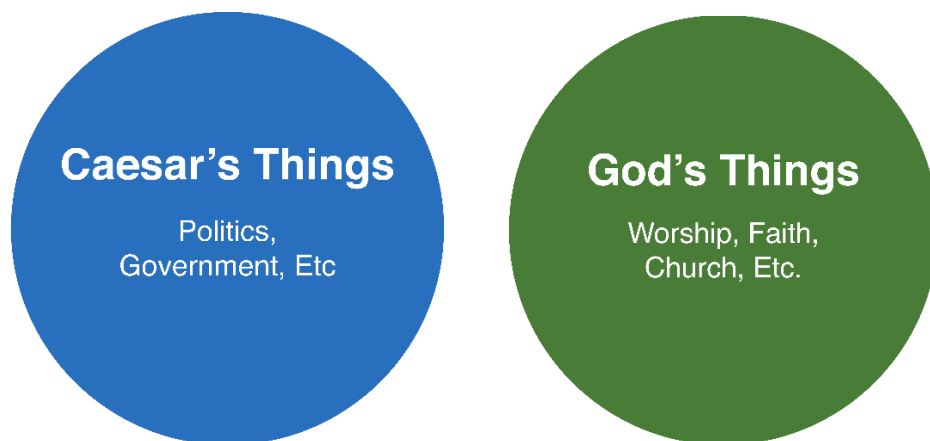 Caesar’s Things
Politics,
Government, Etc
God’s Things
Worship, Faith,
Church, Etc.